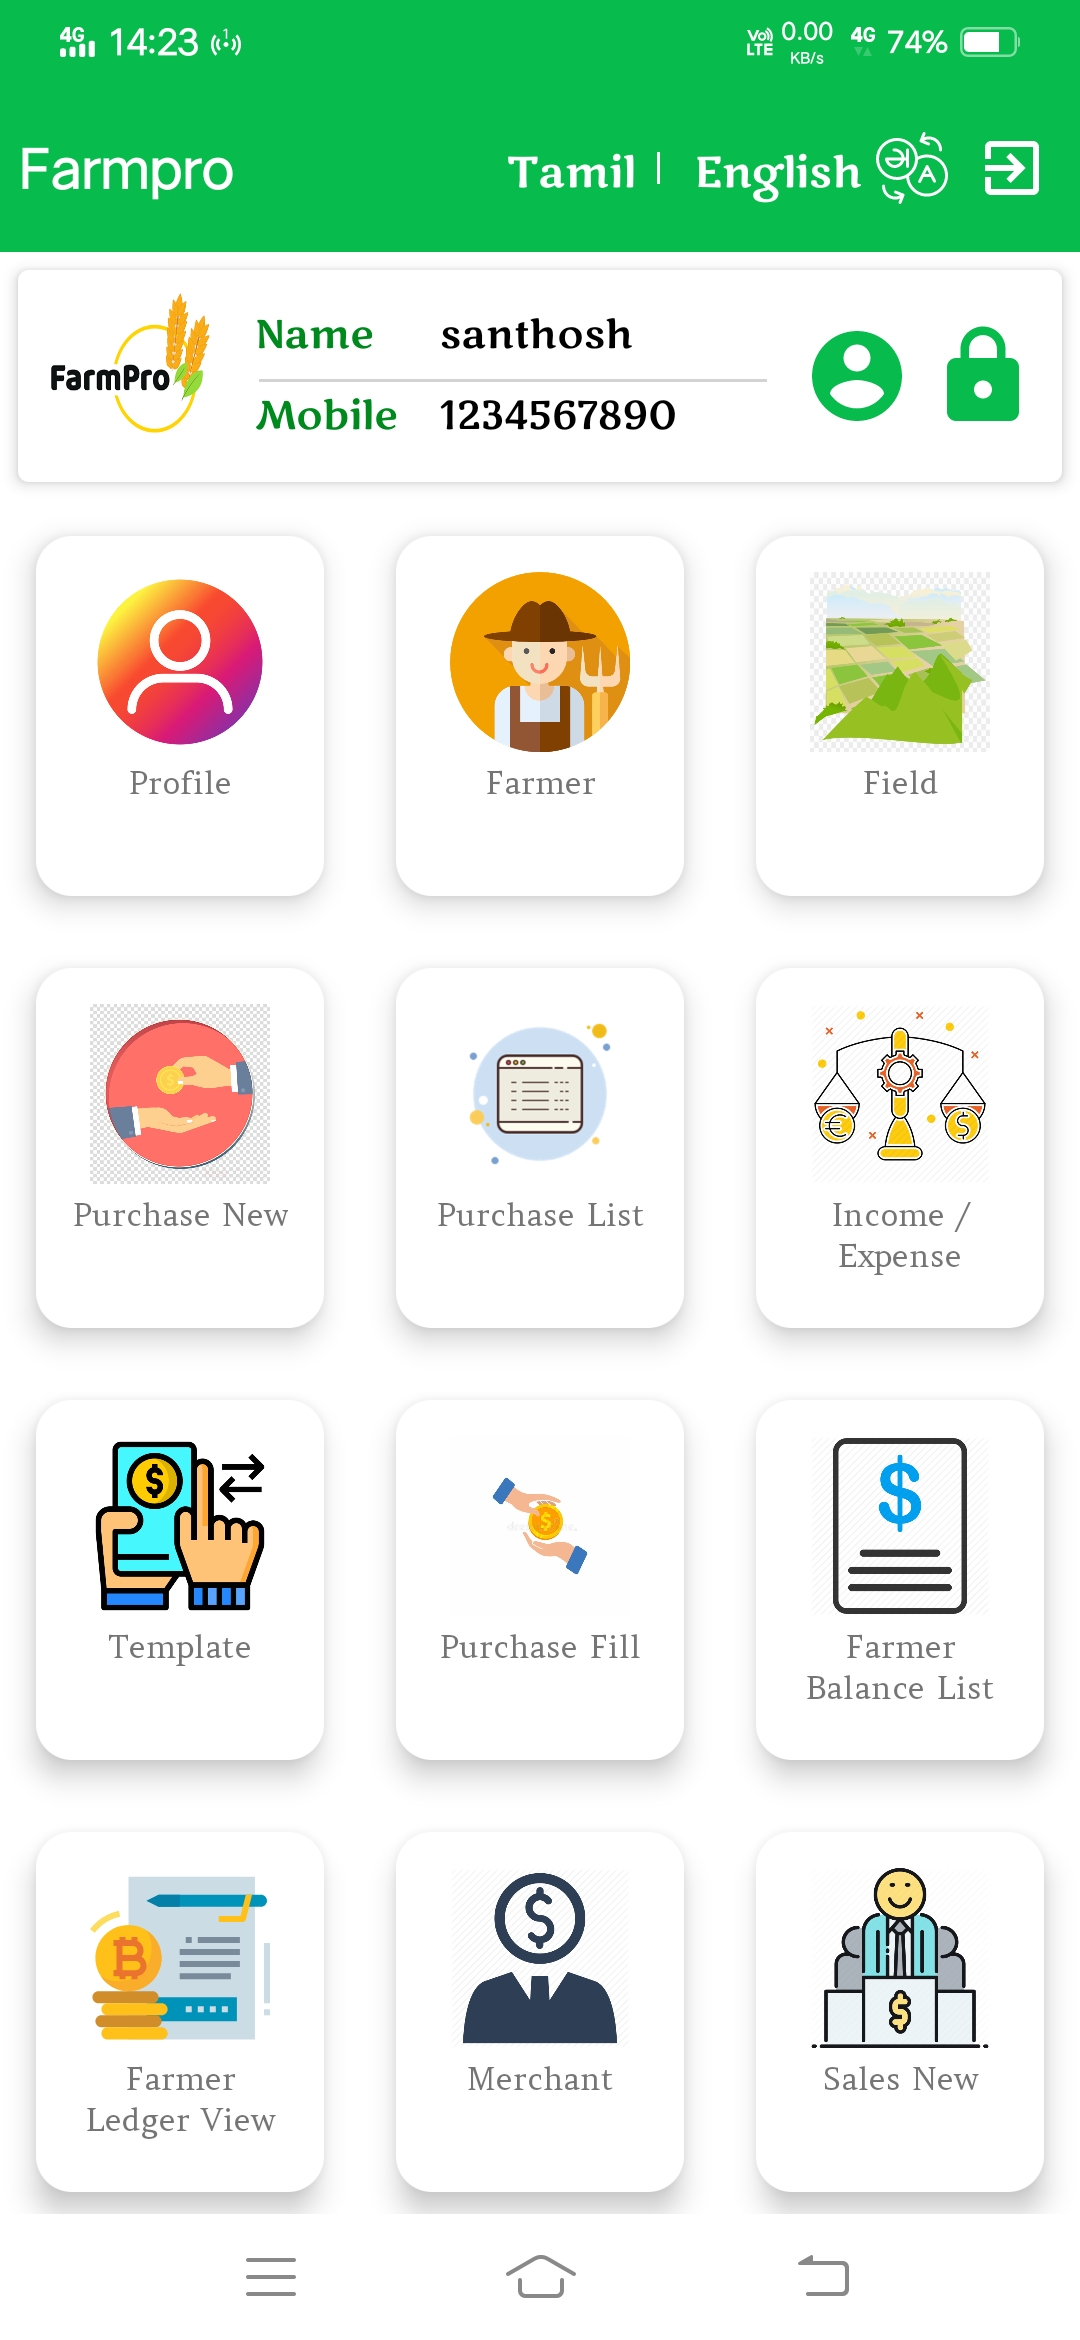 4G 14:23 Vo) LTE 0.00 KB/s 4G 74%
Farmpro Tamil | English A
FarmPro
Name santhosh
Mobile 1234567890
Profile Farmer Field
Purchase New Purchase List Income /
Expense
Template Purchase Fill Farmer
Balance List
Farmer
Ledger View Merchant Sales New